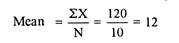 Mean = ΣX / N = 120 / 10 = 12